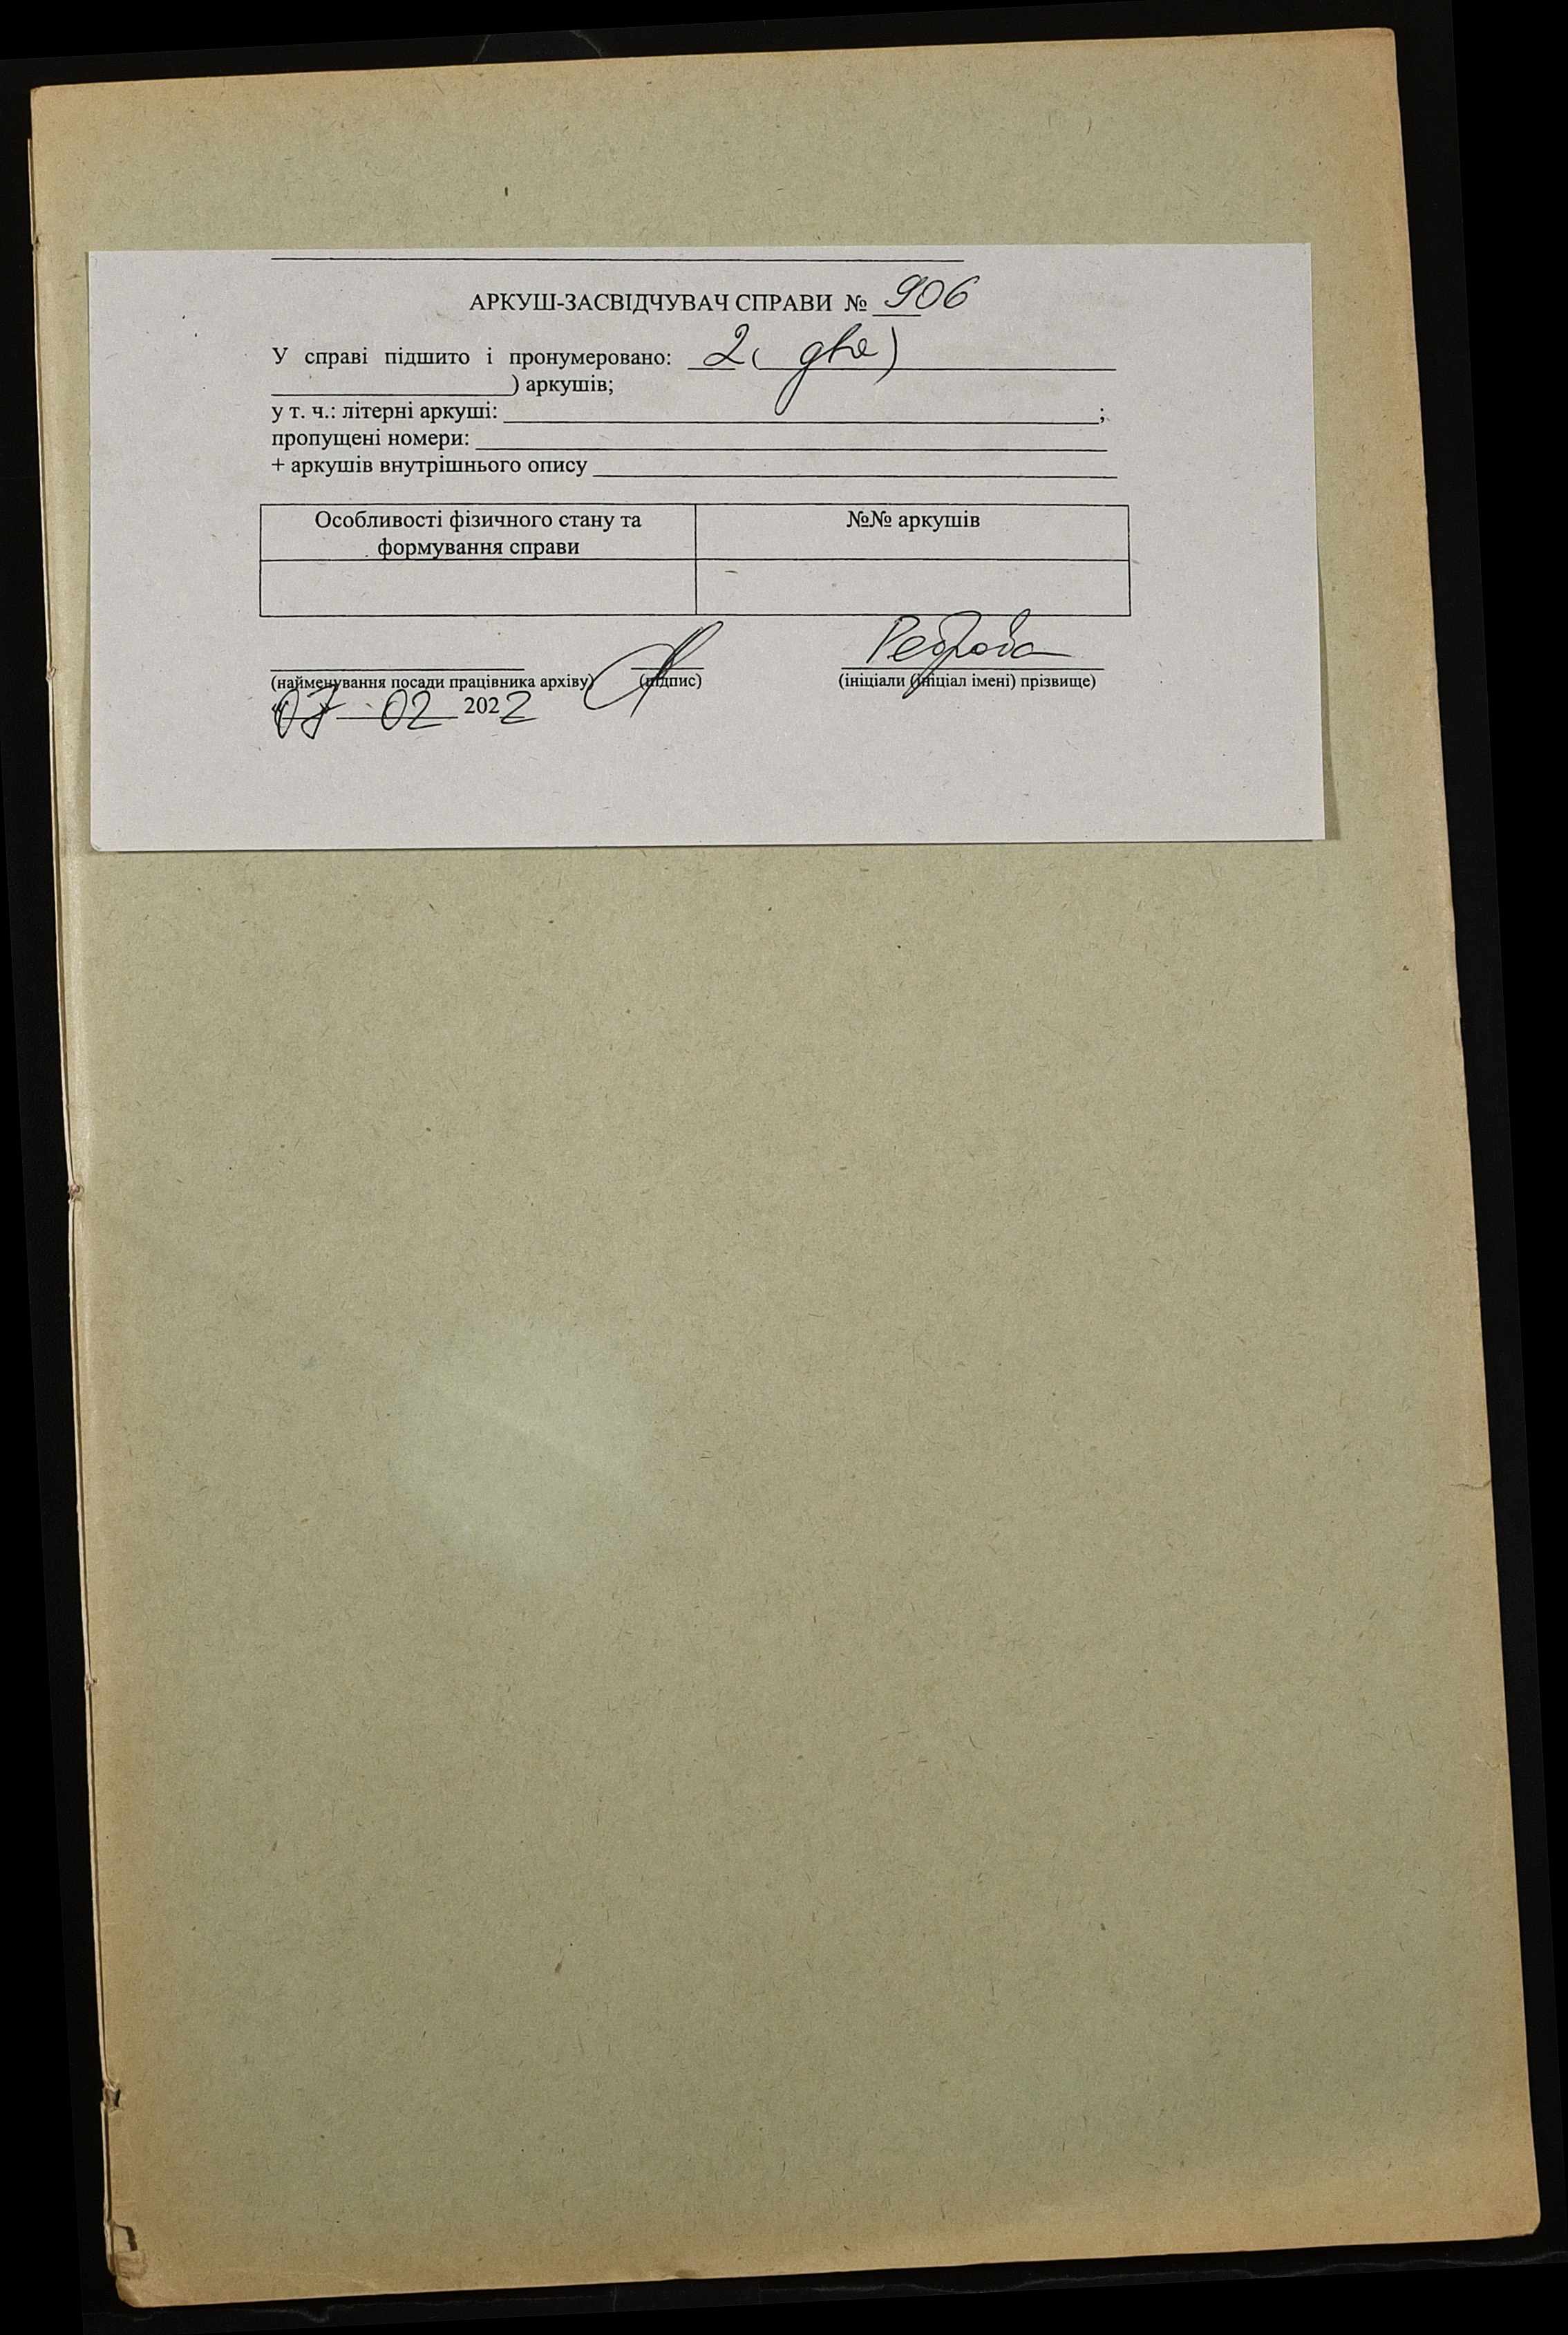 АРКУШ-ЗАСВІДЧУВАЧ СПРАВИ № 906
У справі підшито і пронумеровано: 2 ( два )
) аркушів;
у т. ч.: літерні аркуші: ;
пропущені номери:
+ аркушів внутрішнього опису
Особливості фізичного стану та
формування справи
№№ аркушів
(найменування посади працівника архіву) (підпис) (ініціали (ініціал імені) прізвище)
07 02 2022